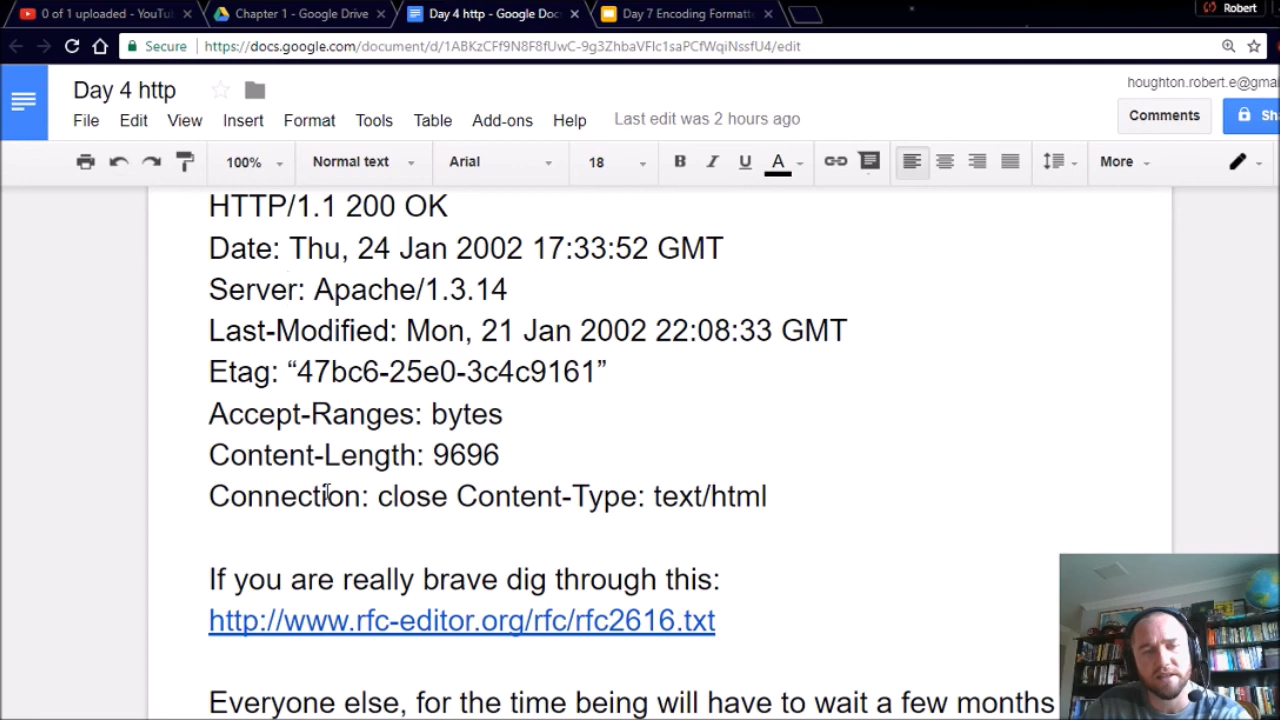 0 of 1 uploaded - YouTu
Chapter 1 - Google Drive
Day 4 http - Google Doc
Day 7 Encoding Formatt
Robert
Secure
https://docs.google.com/document/d/1ABKzCFf9N8F8fUwC-9g3ZhbaVFlc1saPCfWqiNssfU4/edit
Day 4 http
houghton.robert.e@gmai
File Edit View Insert Format Tools Table Add-ons Help Last edit was 2 hours ago
Comments
Sh
100% Normal text Arial 18 B I U A More
HTTP/1.1 200 OK
Date: Thu, 24 Jan 2002 17:33:52 GMT
Server: Apache/1.3.14
Last-Modified: Mon, 21 Jan 2002 22:08:33 GMT
Etag: “47bc6-25e0-3c4c9161”
Accept-Ranges: bytes
Content-Length: 9696
Connection: close Content-Type: text/html
If you are really brave dig through this:
http://www.rfc-editor.org/rfc/rfc2616.txt
Everyone else, for the time being will have to wait a few months